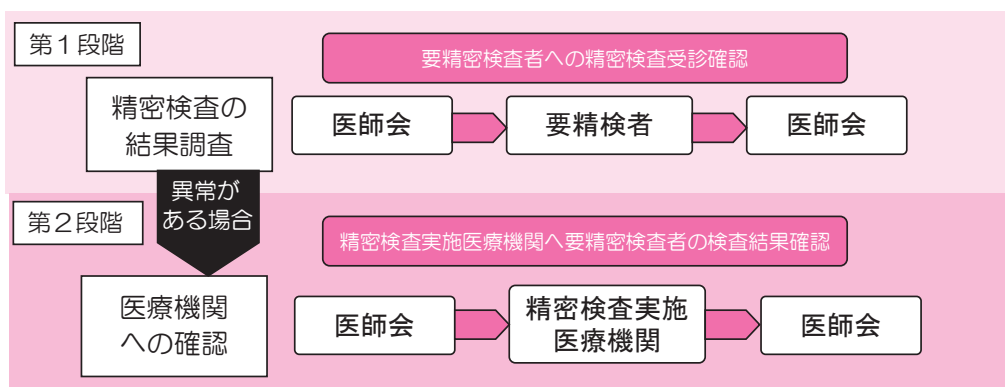 第１段階
要精密検査者への精密検査受診確認
精密検査の
結果調査
医師会
要精検者
医師会
異常が
ある場合
第２段階
精密検査実施医療機関へ要精密検査者の検査結果確認
医療機関
への確認
医師会
精密検査実施
医療機関
医師会